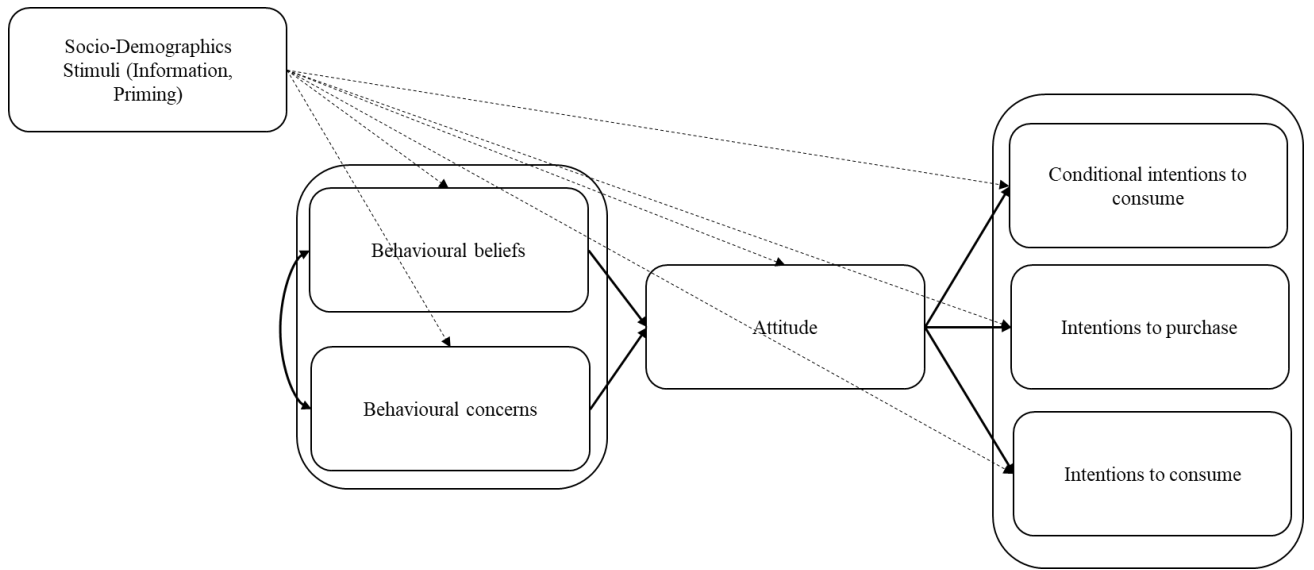 Socio-Demographics
Stimuli (Information,
Priming)
Behavioural beliefs
Behavioural concerns
Attitude
Conditional intentions to
consume
Intentions to purchase
Intentions to consume